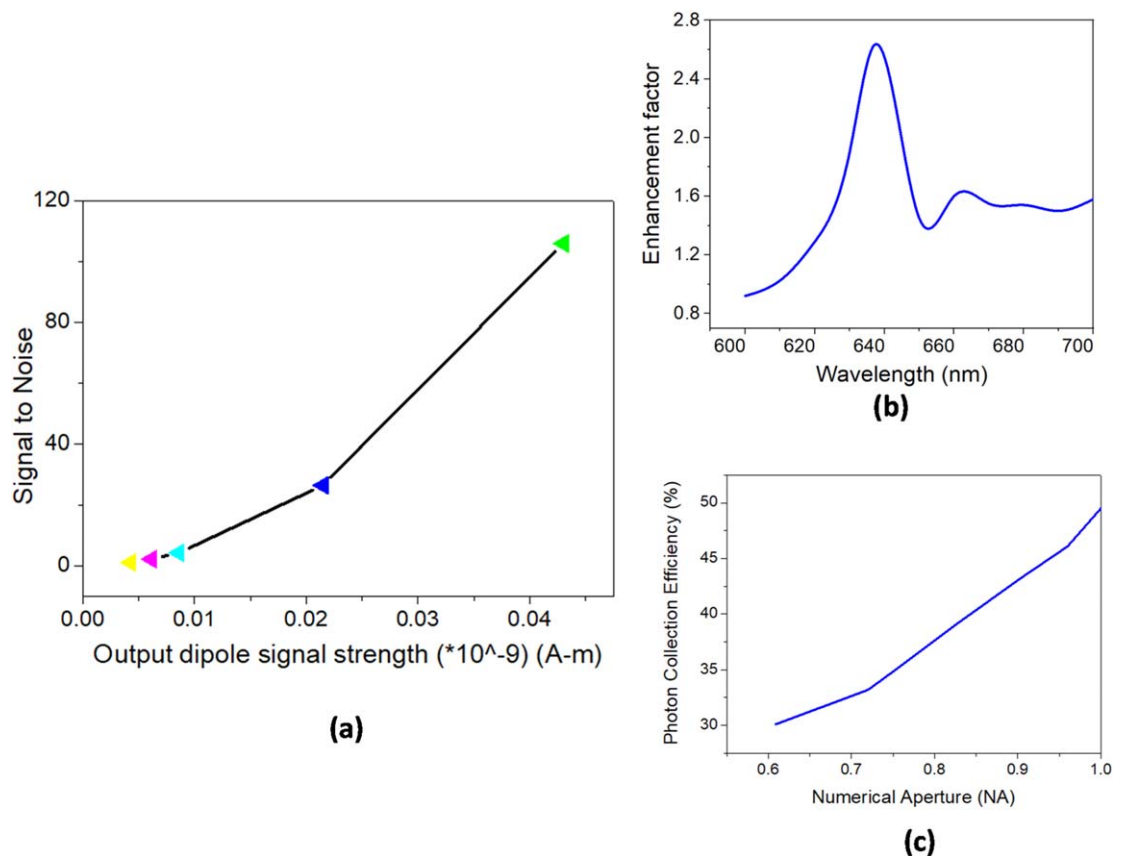 120
80
40
0
Signal to Noise
0.00 0.01 0.02 0.03 0.04
Output dipole signal strength (*10^-9) (A-m)
(a)
2.8
2.4
2.0
1.6
1.2
0.8
Enhancement factor
600 620 640 660 680 700
Wavelength (nm)
(b)
50
45
40
35
30
Photon Collection Efficiency (%)
0.6 0.7 0.8 0.9 1.0
Numerical Aperture (NA)
(c)